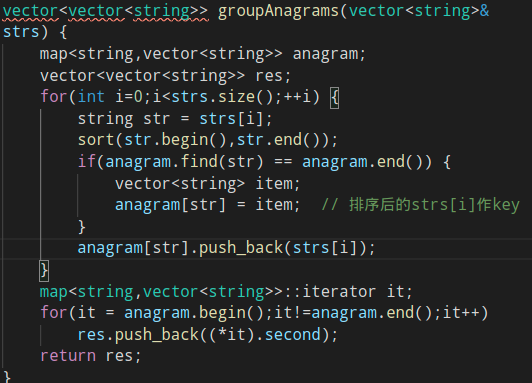 vector<vector<string>> groupAnagrams(vector<string>&
strs) {
    map<string,vector<string>> anagram;
    vector<vector<string>> res;
    for(int i=0;i<strs.size();++i) {
        string str = strs[i];
        sort(str.begin(),str.end());
        if(anagram.find(str) == anagram.end()) {
            vector<string> item;
            anagram[str] = item;  // 排序后的strs[i]作key
        }
        anagram[str].push_back(strs[i]);
    }
    map<string,vector<string>>::iterator it;
    for(it = anagram.begin();it!=anagram.end();it++)
        res.push_back((*it).second);
    return res;
}